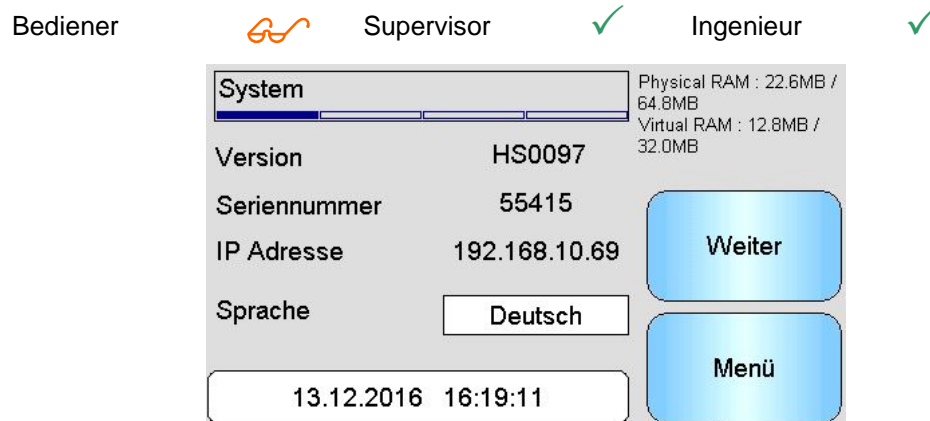 Bediener Supervisor Ingenieur
System
Physical RAM : 22.6MB /
64.8MB
Virtual RAM : 12.8MB /
32.0MB
Version HS0097
Seriennummer 55415
IP Adresse 192.168.10.69
Weiter
Sprache Deutsch
Menü
13.12.2016 16:19:11